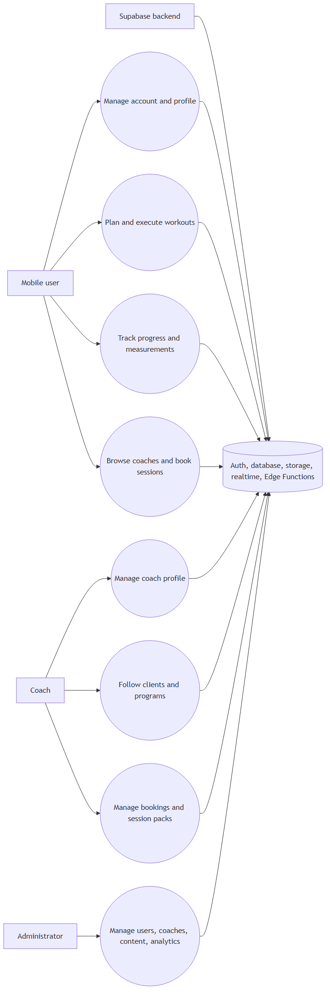 Supabase backend
Manage account and profile
Plan and execute workouts
Mobile user
Track progress and
measurements
Browse coaches and book
sessions
Auth, database, storage,
realtime, Edge Functions
Manage coach profile
Follow clients and
programs
Coach
Manage bookings and
session packs
Administrator
Manage users, coaches,
content, analytics